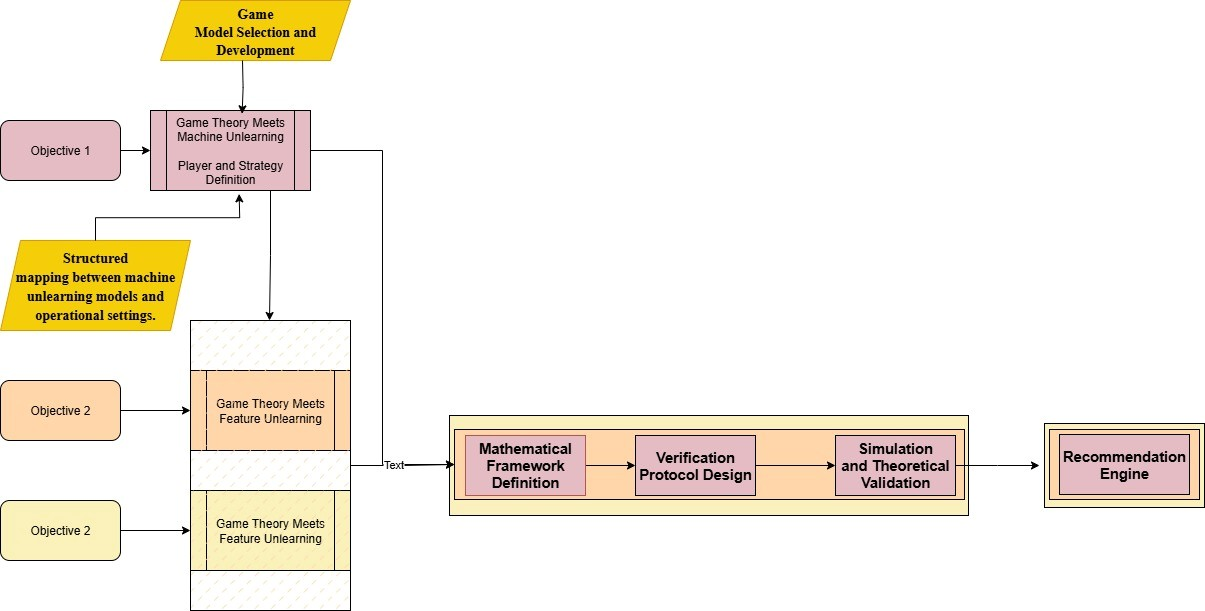 Game
Model Selection and
Development
Game Theory Meets
Machine Unlearning
Player and Strategy
Definition
Objective 1
Structured
mapping between machine
unlearning models and
operational settings.
Objective 2
Game Theory Meets
Feature Unlearning
Text
Mathematical
Framework
Definition
Verification
Protocol Design
Simulation
and Theoretical
Validation
Recommendation
Engine
Objective 2
Game Theory Meets
Feature Unlearning